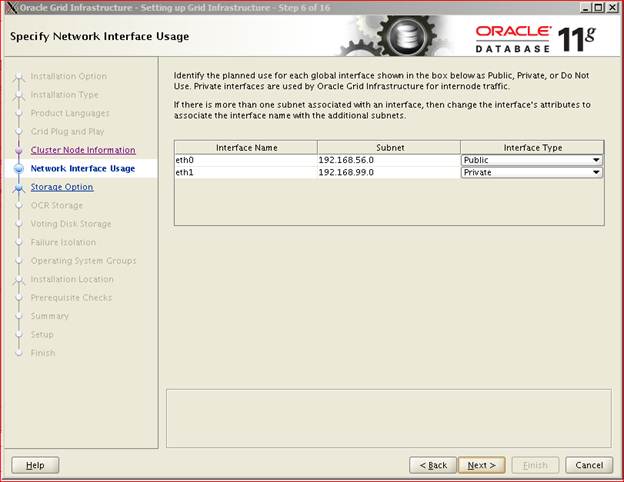 Oracle Grid Infrastructure - Setting up Grid Infrastructure - Step 6 of 16
Specify Network Interface Usage
ORACLE
DATABASE 11g
Installation Option
Installation Type
Product Languages
Grid Plug and Play
Cluster Node Information
Network Interface Usage
Storage Option
OCR Storage
Voting Disk Storage
Failure Isolation
Operating System Groups
Installation Location
Prerequisite Checks
Summary
Setup
Finish
Identify the planned use for each global interface shown in the box below as Public, Private, or Do Not
Use. Private interfaces are used by Oracle Grid Infrastructure for internode traffic.
If there is more than one subnet associated with an interface, then change the interface's attributes to
associate the interface name with the additional subnets.
Interface Name Subnet Interface Type
eth0 192.168.56.0 Public
eth1 192.168.99.0 Private
Help < Back Next > Finish Cancel